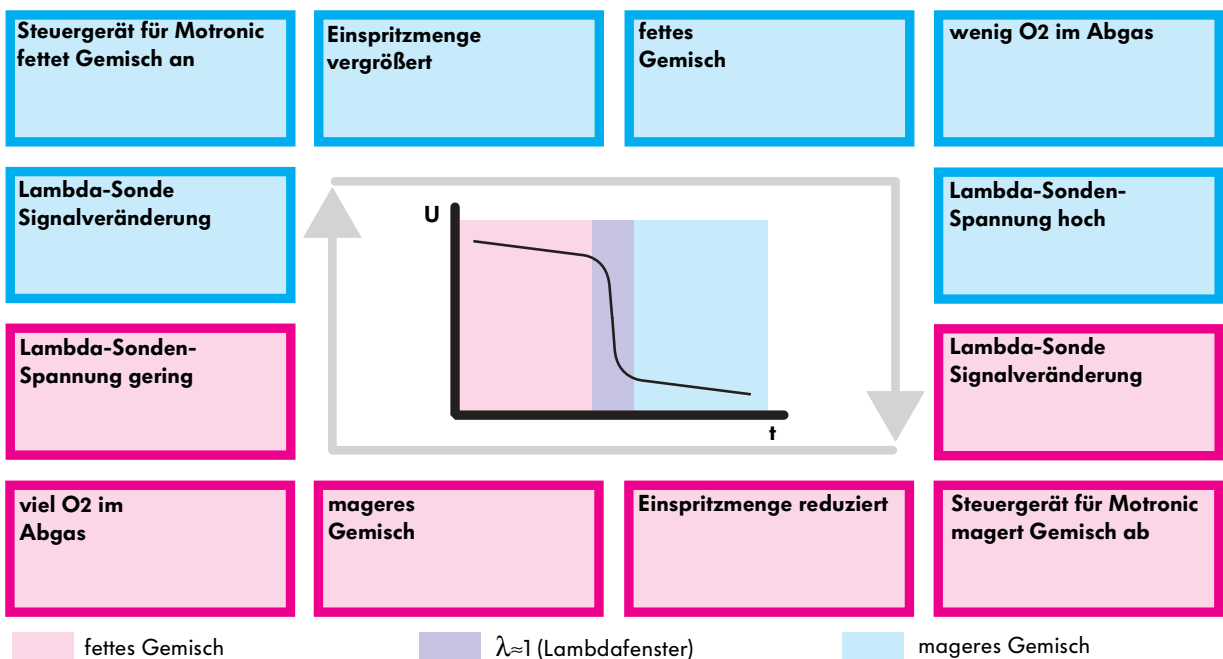 Steuergerät für Motronic
fettet Gemisch an
Einspritzmenge
vergrößert
fettes
Gemisch
wenig O2 im Abgas
Lambda-Sonde
Signalveränderung
Lambda-Sonden-
Spannung hoch
U
t
Lambda-Sonden-
Spannung gering
Lambda-Sonde
Signalveränderung
viel O2 im
Abgas
mageres
Gemisch
Einspritzmenge reduziert
Steuergerät für Motronic
magert Gemisch ab
fettes Gemisch
λ≈1 (Lambdafenster)
mageres Gemisch